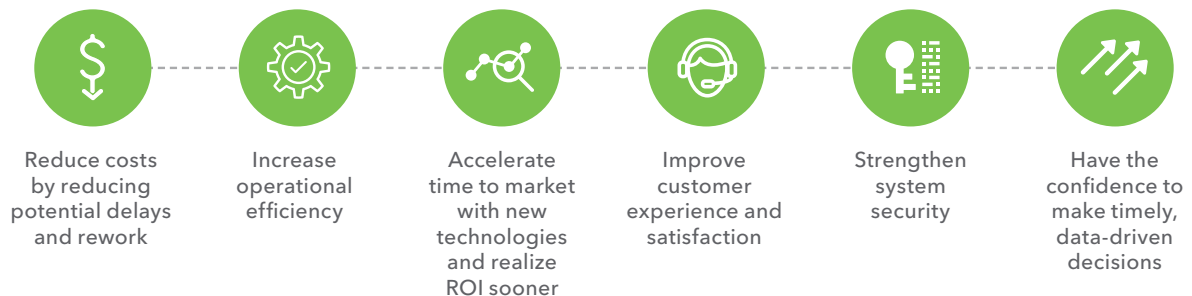 Reduce costs
by reducing
potential delays
and rework
Increase
operational
efficiency
Accelerate
time to market
with new
technologies
and realize
ROI sooner
Improve
customer
experience and
satisfaction
Strengthen
system
security
Have the
confidence to
make timely,
data-driven
decisions